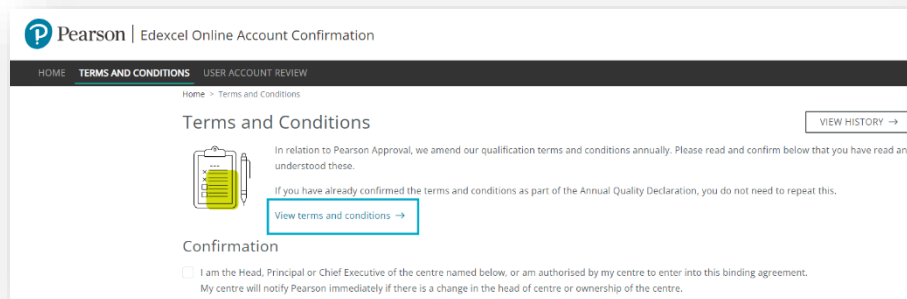 Pearson | Edexcel Online Account Confirmation
HOME TERMS AND CONDITIONS USER ACCOUNT REVIEW
Home > Terms and Conditions
Terms and Conditions
VIEW HISTORY →
In relation to Pearson Approval, we amend our qualification terms and conditions annually. Please read and confirm below that you have read an
understood these.
If you have already confirmed the terms and conditions as part of the Annual Quality Declaration, you do not need to repeat this.
View terms and conditions →
Confirmation
I am the Head, Principal or Chief Executive of the centre named below, or am authorised by my centre to enter into this binding agreement.
My centre will notify Pearson immediately if there is a change in the head of centre or ownership of the centre.